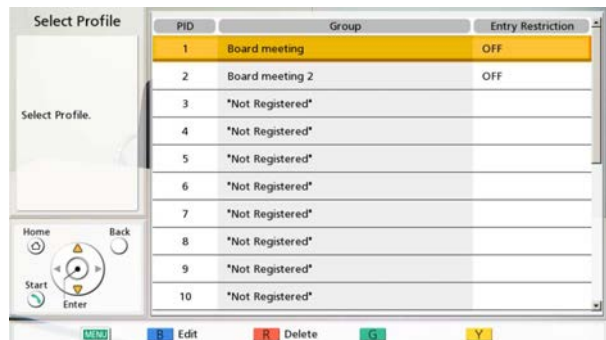 Select Profile
Select Profile.
PID Group Entry Restriction
1 Board meeting OFF
2 Board meeting 2 OFF
3 "Not Registered"
4 "Not Registered"
5 "Not Registered"
6 "Not Registered"
7 "Not Registered"
8 "Not Registered"
9 "Not Registered"
10 "Not Registered"
Home Back
Start
Enter
MENU B Edit R Delete G Y